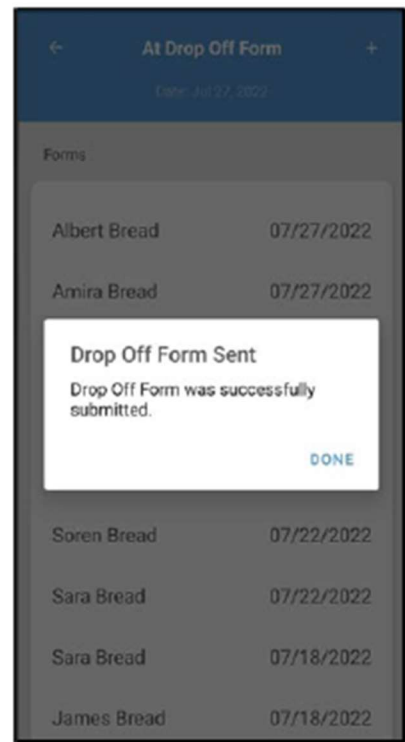 At Drop Off Form +
Date: Jul 27, 2022
Forms
Albert Bread 07/27/2022
Amira Bread 07/27/2022
Drop Off Form Sent
Drop Off Form was successfully
submitted.
DONE
Soren Bread 07/22/2022
Sara Bread 07/22/2022
Sara Bread 07/18/2022
James Bread 07/18/2022